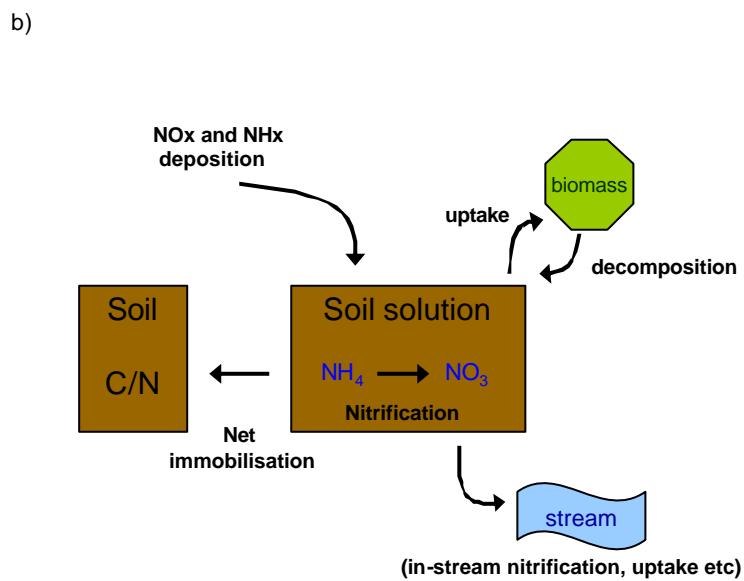 b)
NOx and NHx
deposition
biomass
uptake
decomposition
Soil
C/N
Soil solution
NH₄
NO₃
Nitrification
Net
immobilisation
stream
(in-stream nitrification, uptake etc)